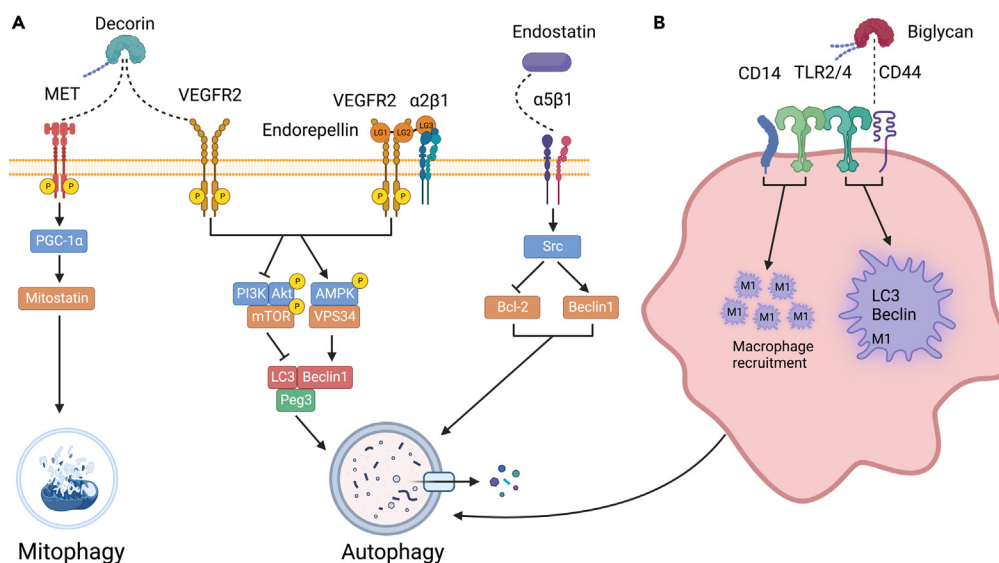 A
Decorin
MET
VEGFR2
VEGFR2
α2β1
Endorepellin
LG1
LG2
LG3
Endostatin
α5β1
P
P
P
P
P
P
PGC-1α
Mitostatin
Mitophagy
PI3K
Akt
P
mTOR
P
AMPK
P
VPS34
LC3
Beclin1
Peg3
Src
Bcl-2
Beclin1
Autophagy
B
Biglycan
CD14
TLR2/4
CD44
M1
M1
M1
M1
M1
Macrophage
recruitment
LC3
Beclin
M1